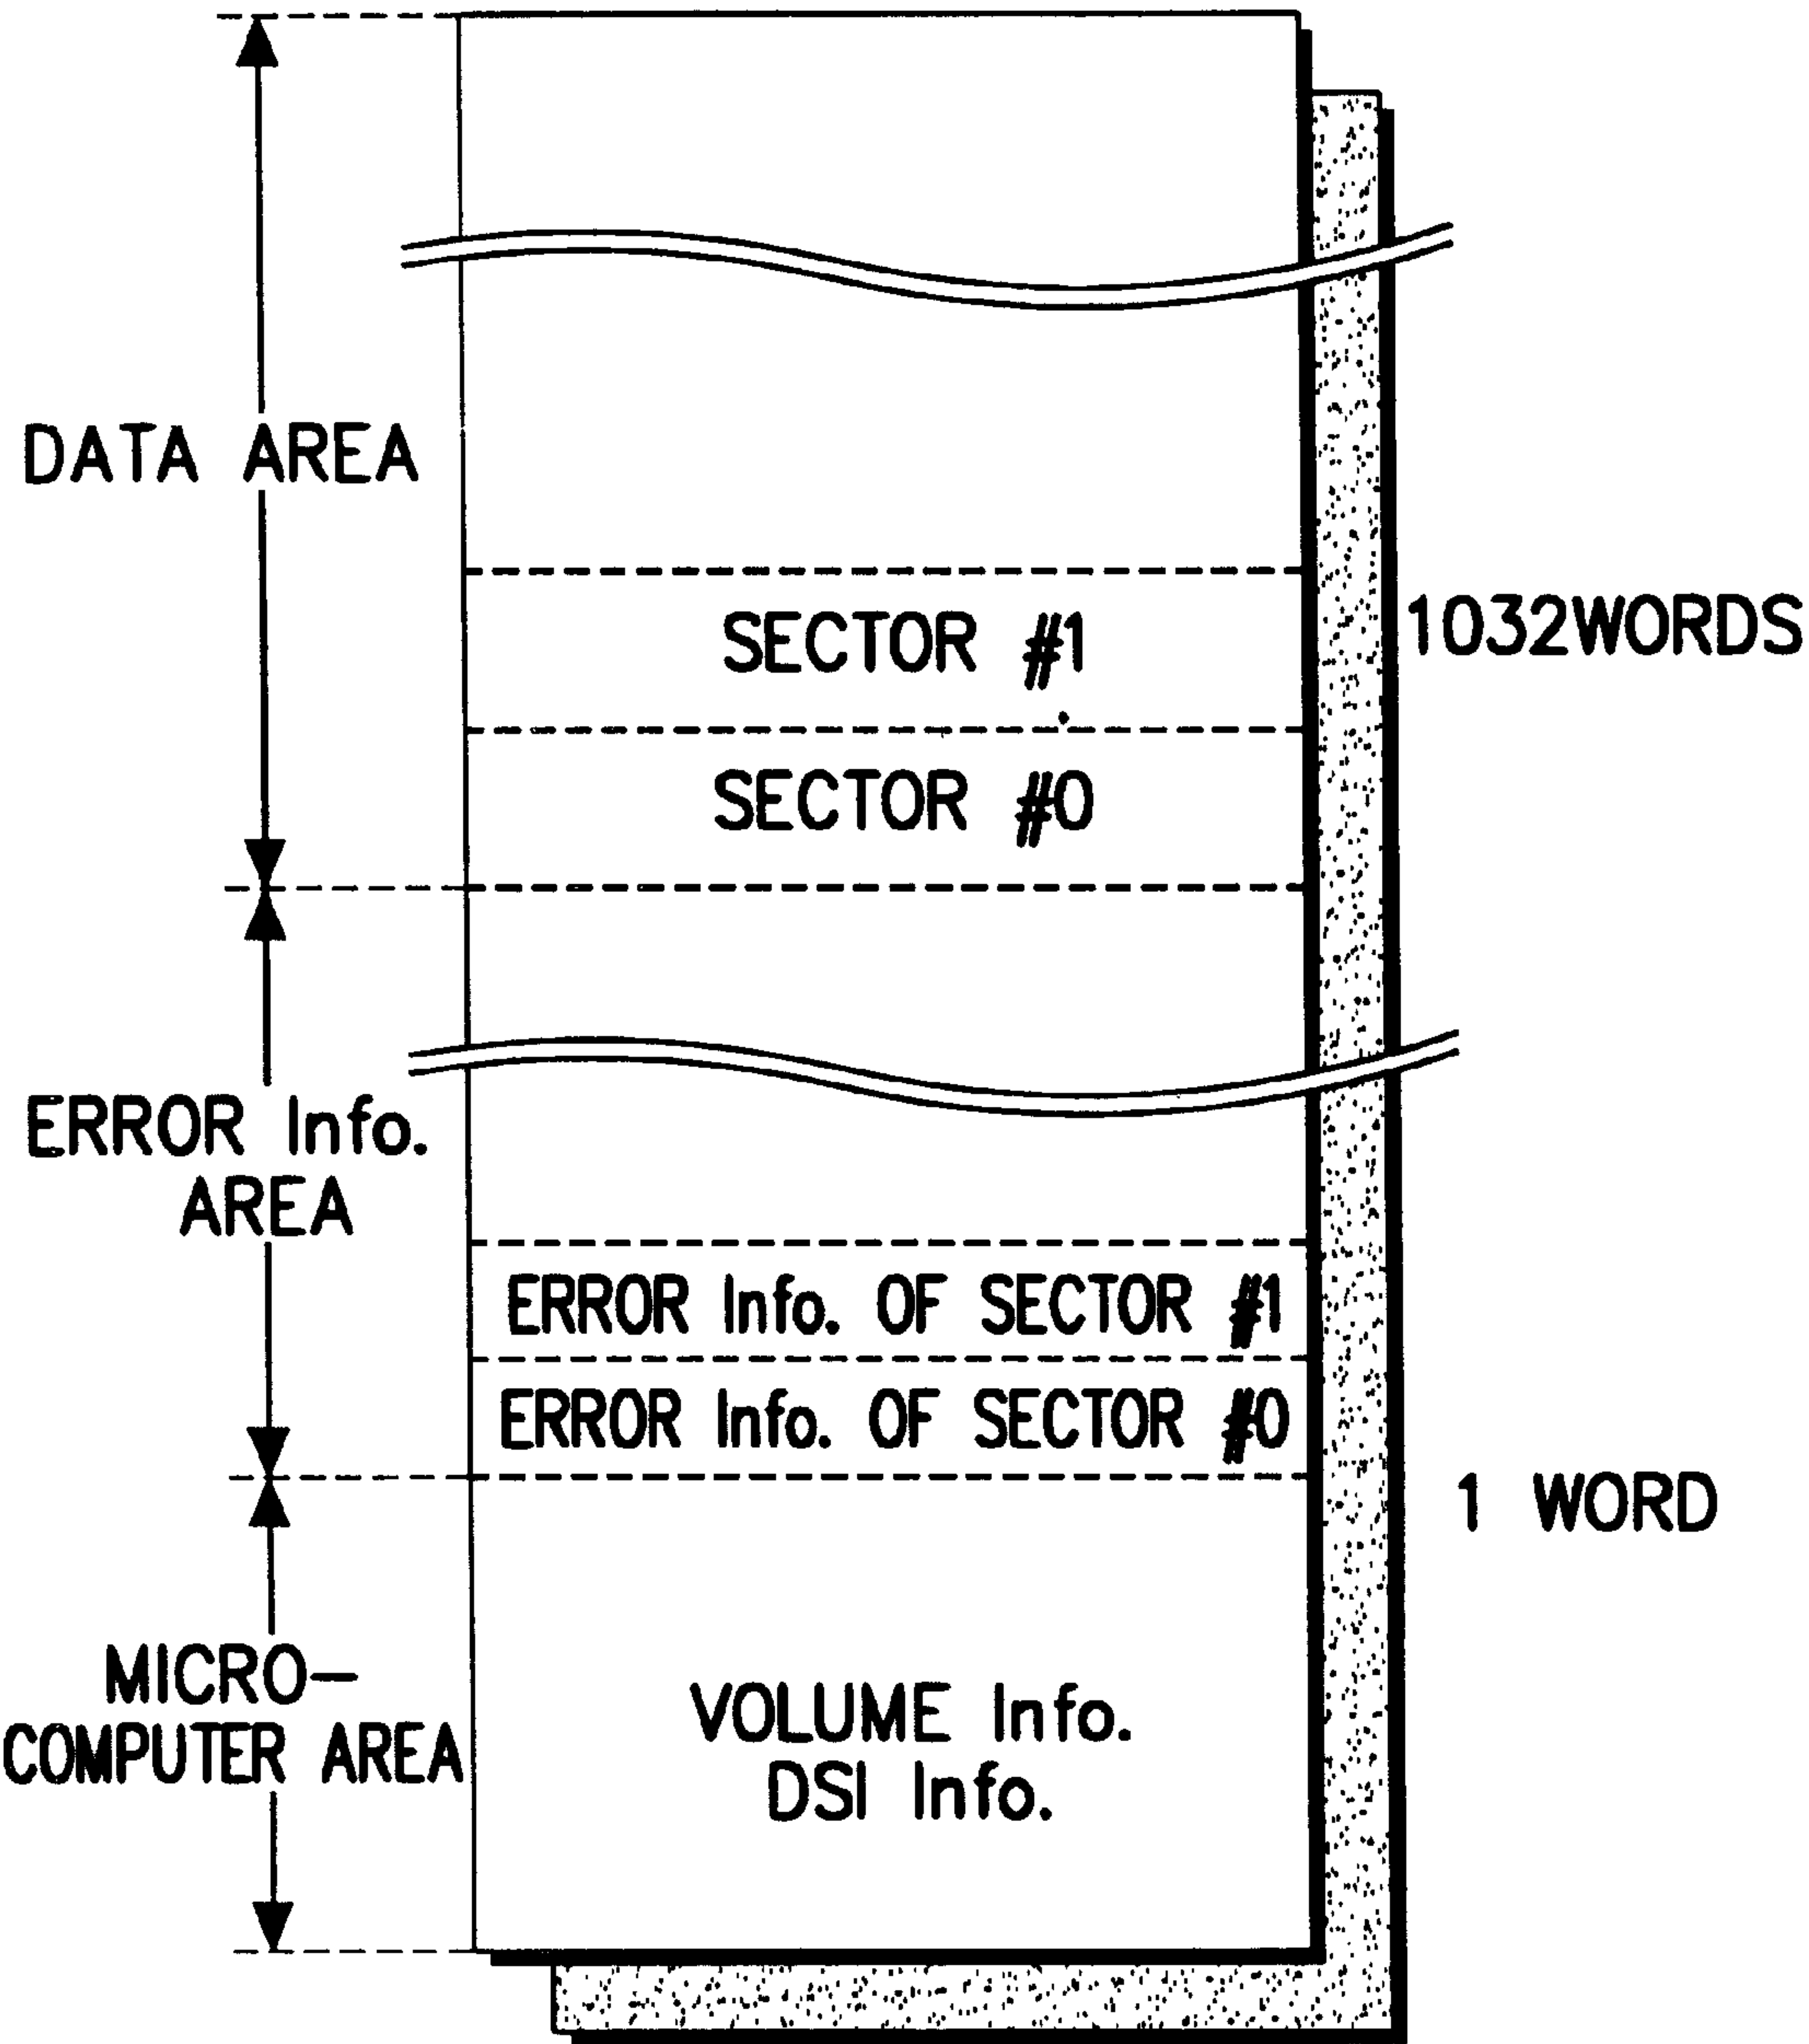 DATA AREA
SECTOR #1
1032WORDS
SECTOR #0
ERROR Info.
AREA
ERROR Info. OF SECTOR #1
ERROR Info. OF SECTOR #0
1 WORD
MICRO-
COMPUTER AREA
VOLUME Info.
DSI Info.